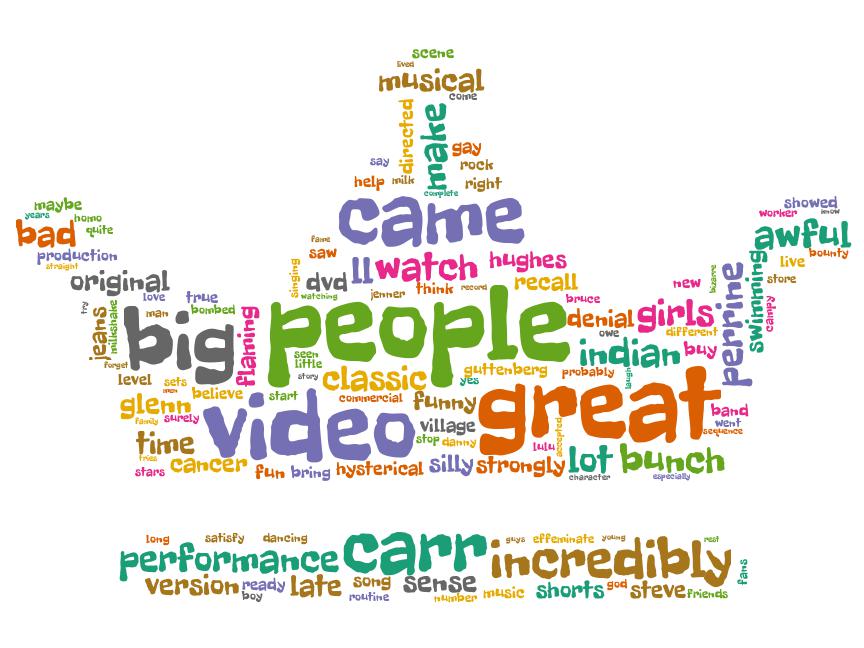 scene
lived
musical
come
directed
make
gay
say
rock
help
milk
right
complete
came
maybe
years
homo
bad
quite
production
straight
original
showed
worker
know
awful
bounty
live
store
swimming
campy
fame
saw
singing
dvd
ll
watch
hughes
watching
jenner
think
record
recall
new
bizarre
perrine
love
true
man
bombed
try
jeans
milkshake
big
flaming
people
bruce
denial
owe
girls
different
indian
buy
forget
seen
little
story
classic
yes
guttenberg
probably
laugh
level
sets
men
believe
start
commercial
funny
great
glenn
family
surely
video
village
stop
danny
band
went
sequence
time
tries
stars
cancer
fun
bring
hysterical
silly
strongly
lulu
accepted
lot
bunch
character
especially
long
satisfy
dancing
guys
effeminate
young
rest
performance
carr
incredibly
fans
version
ready
boy
late
song
routine
sense
number
music
shorts
god
steve
friends